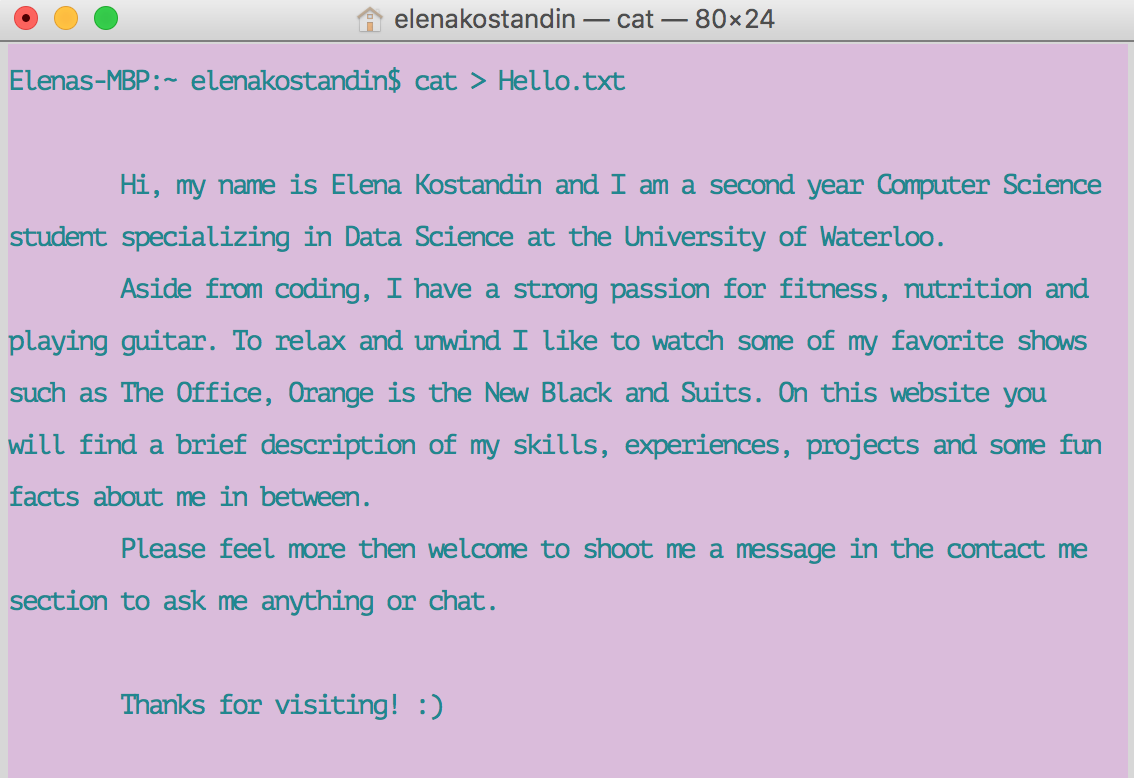 elenakostandin — cat — 80×24
Elenas-MBP:~ elenakostandin$ cat > Hello.txt
Hi, my name is Elena Kostandin and I am a second year Computer Science
student specializing in Data Science at the University of Waterloo.
Aside from coding, I have a strong passion for fitness, nutrition and
playing guitar. To relax and unwind I like to watch some of my favorite shows
such as The Office, Orange is the New Black and Suits. On this website you
will find a brief description of my skills, experiences, projects and some fun
facts about me in between.
Please feel more then welcome to shoot me a message in the contact me
section to ask me anything or chat.
Thanks for visiting! :)